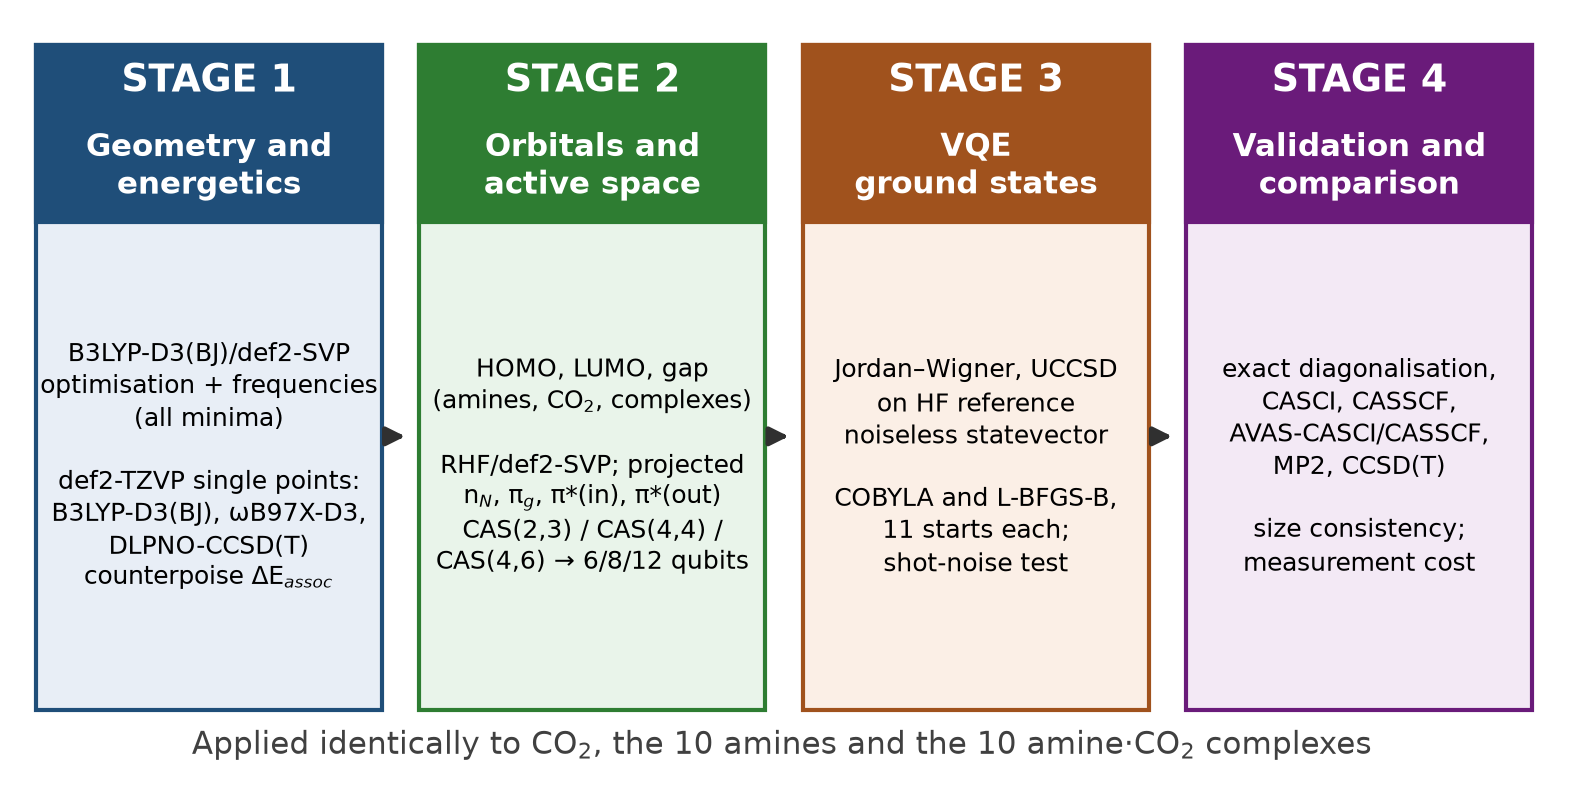 STAGE 1
Geometry and
energetics
B3LYP-D3(BJ)/def2-SVP
optimisation + frequencies
(all minima)
def2-TZVP single points:
B3LYP-D3(BJ), ωB97X-D3,
DLPNO-CCSD(T)
counterpoise ΔE_assoc
STAGE 2
Orbitals and
active space
HOMO, LUMO, gap
(amines, CO₂, complexes)
RHF/def2-SVP; projected
n_N, π_g, π*(in), π*(out)
CAS(2,3) / CAS(4,4) /
CAS(4,6) → 6/8/12 qubits
STAGE 3
VQE
ground states
Jordan–Wigner, UCCSD
on HF reference
noiseless statevector
COBYLA and L-BFGS-B,
11 starts each;
shot-noise test
STAGE 4
Validation and
comparison
exact diagonalisation,
CASCI, CASSCF,
AVAS-CASCI/CASSCF,
MP2, CCSD(T)
size consistency;
measurement cost
Applied identically to CO₂, the 10 amines and the 10 amine·CO₂ complexes